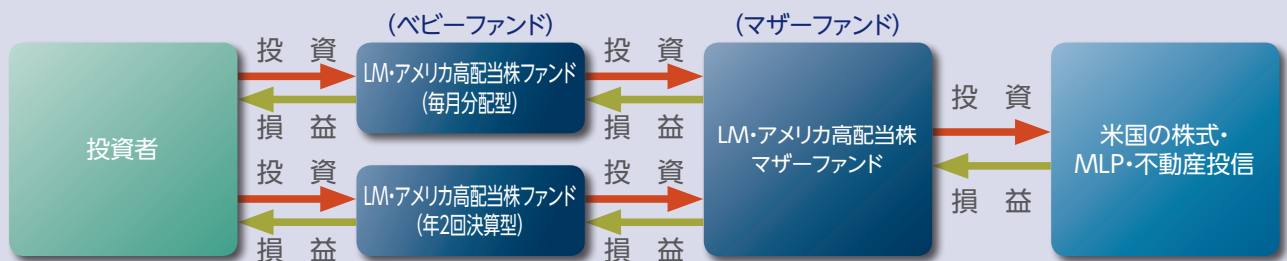 (ベビーファンド)
(マザーファンド)
投資者
投 資
損 益
投 資
損 益
LM・アメリカ高配当株ファンド
(毎月分配型)
LM・アメリカ高配当株ファンド
(年2回決算型)
投 資
損 益
投 資
損 益
LM・アメリカ高配当株
マザーファンド
投 資
損 益
米国の株式・
MLP・不動産投信